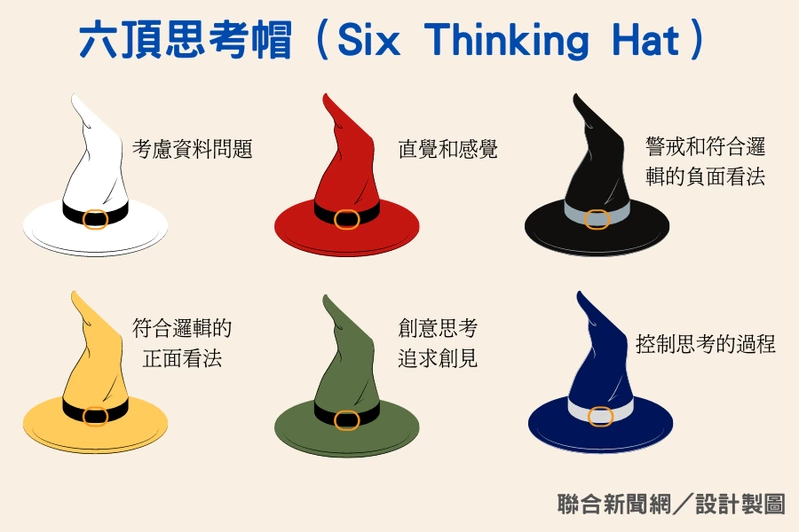 六頂思考帽（Six Thinking Hat）
考慮資料問題
直覺和感覺
警戒和符合邏
輯的負面看法
符合邏輯的
正面看法
創意思考
追求創見
控制思考的過程
聯合新聞網／設計製圖